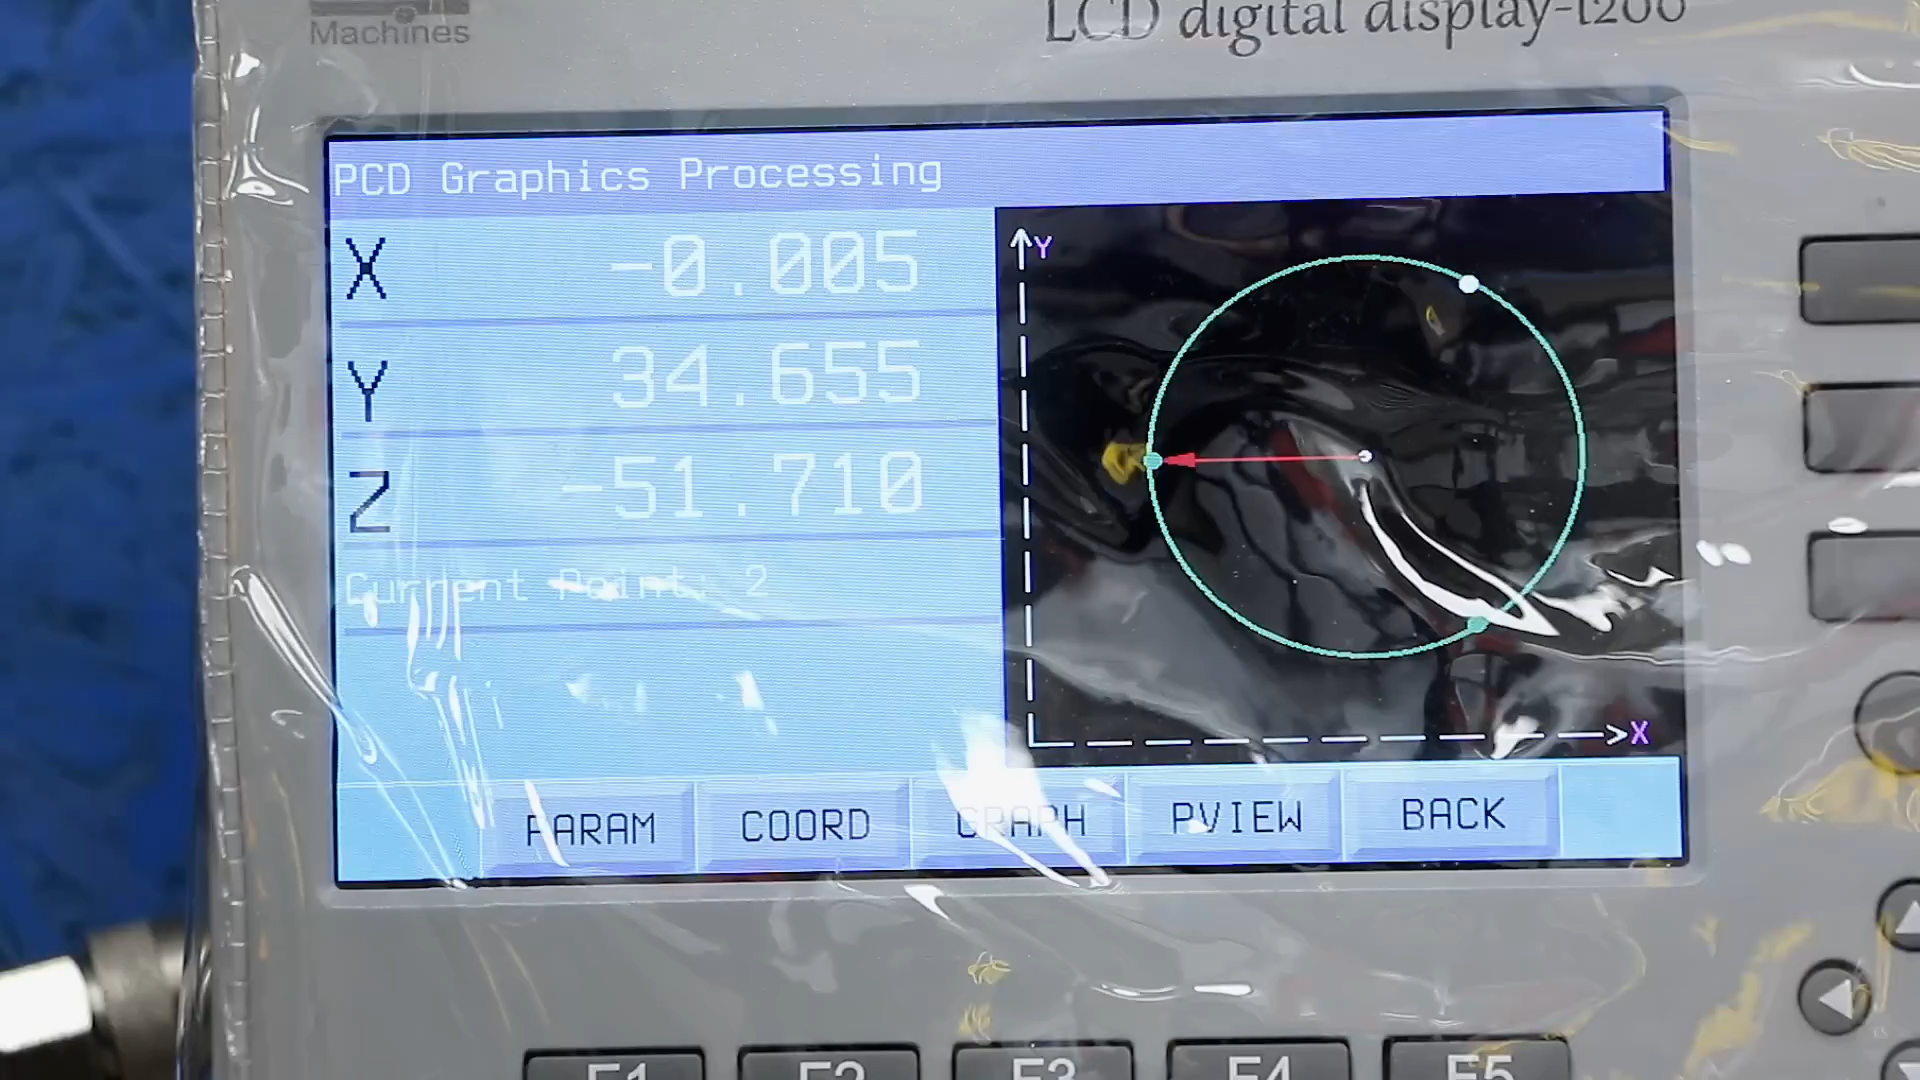 Machines
LCD digital display-l200
PCD Graphics Processing
X -0.005
Y 34.655
Z -51.710
Current Point: 2
Y
X
PARAM COORD GRAPH PVIEW BACK
F1 F2 F3 F4 F5